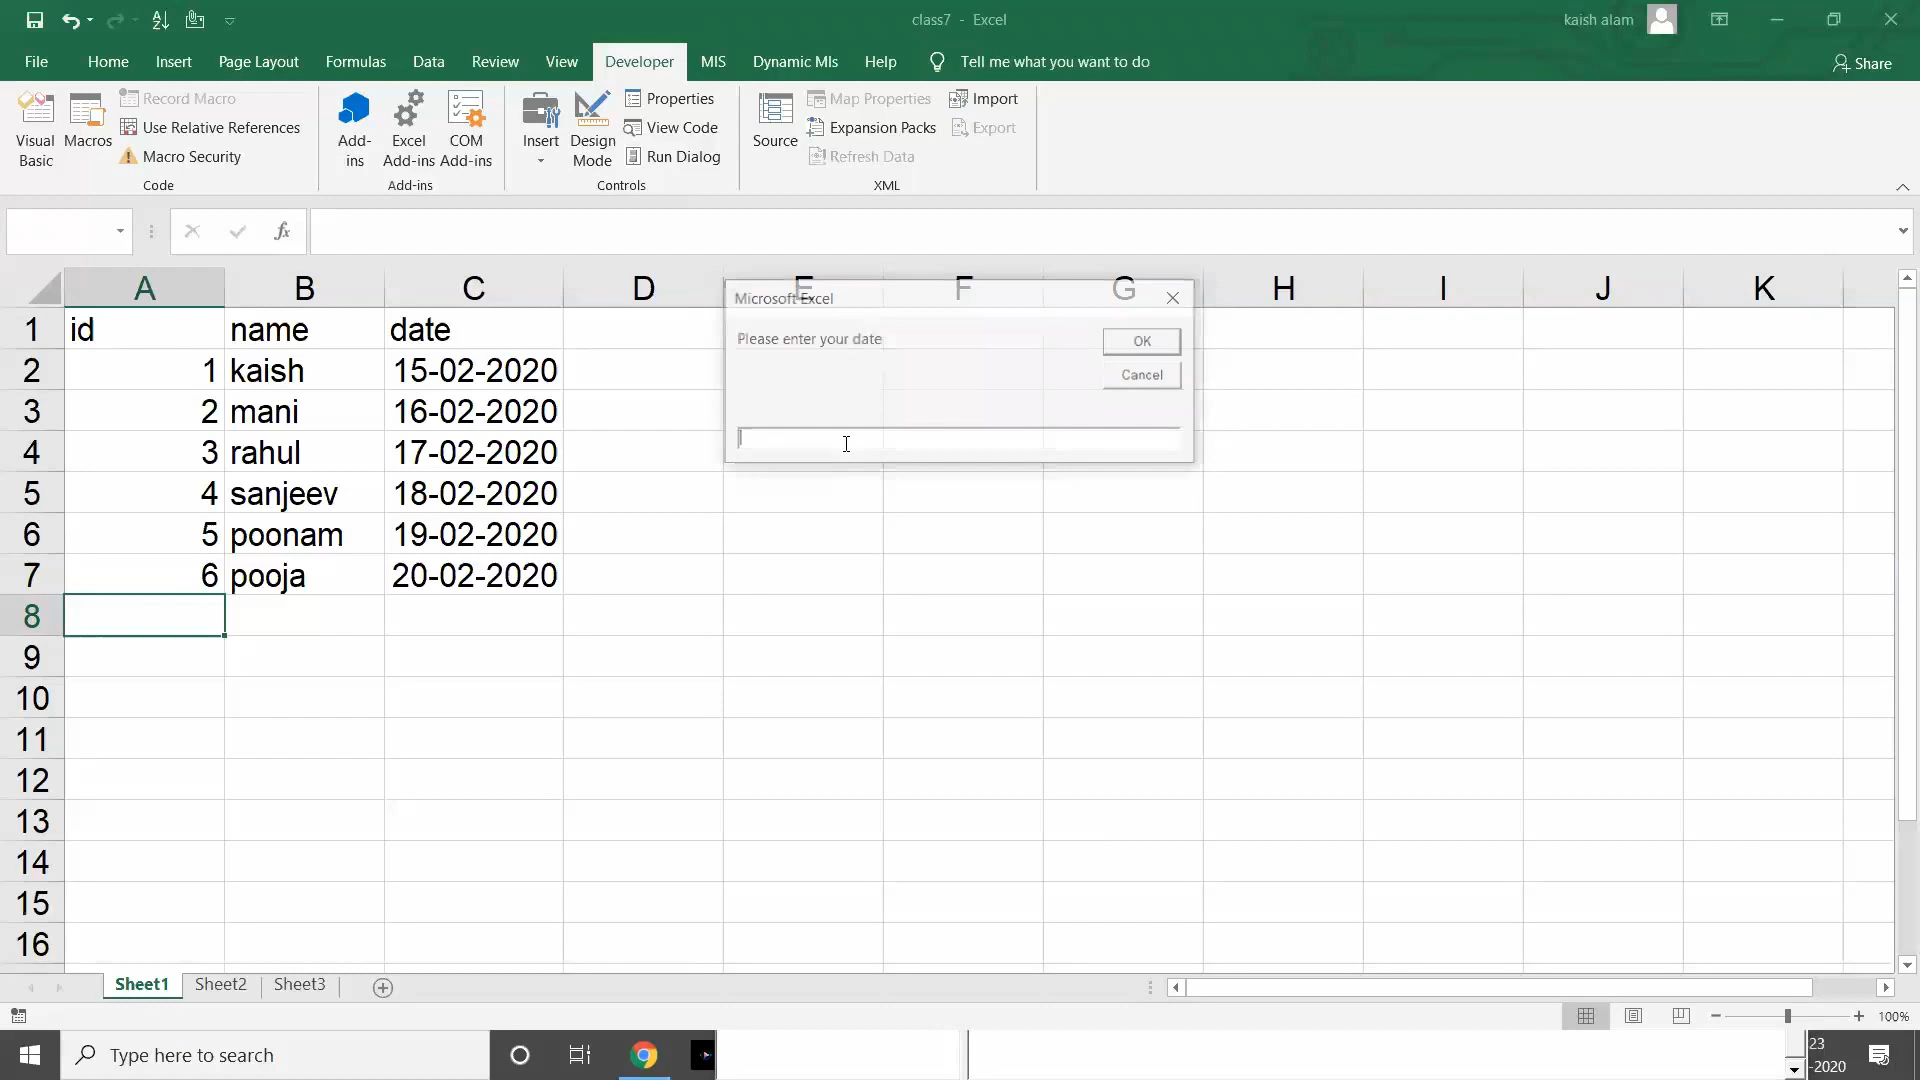 class7 - Excel
kaish alam
File Home Insert Page Layout Formulas Data Review View Developer MIS Dynamic MIs Help Tell me what you want to do Share
Visual Basic
Macros
Record Macro
Use Relative References
Macro Security
Code
Add-ins
Excel Add-ins
COM Add-ins
Add-ins
Insert
Design Mode
Properties
View Code
Run Dialog
Controls
Source
Map Properties
Expansion Packs
Refresh Data
Import
Export
XML
fx
A B C D E F G H I J K
Microsoft Excel
Please enter your date
OK
Cancel
1 id name date
2 1 kaish 15-02-2020
3 2 mani 16-02-2020
4 3 rahul 17-02-2020
5 4 sanjeev 18-02-2020
6 5 poonam 19-02-2020
7 6 pooja 20-02-2020
8
9
10
11
12
13
14
15
16
Sheet1 Sheet2 Sheet3
100%
Type here to search
23
-2020